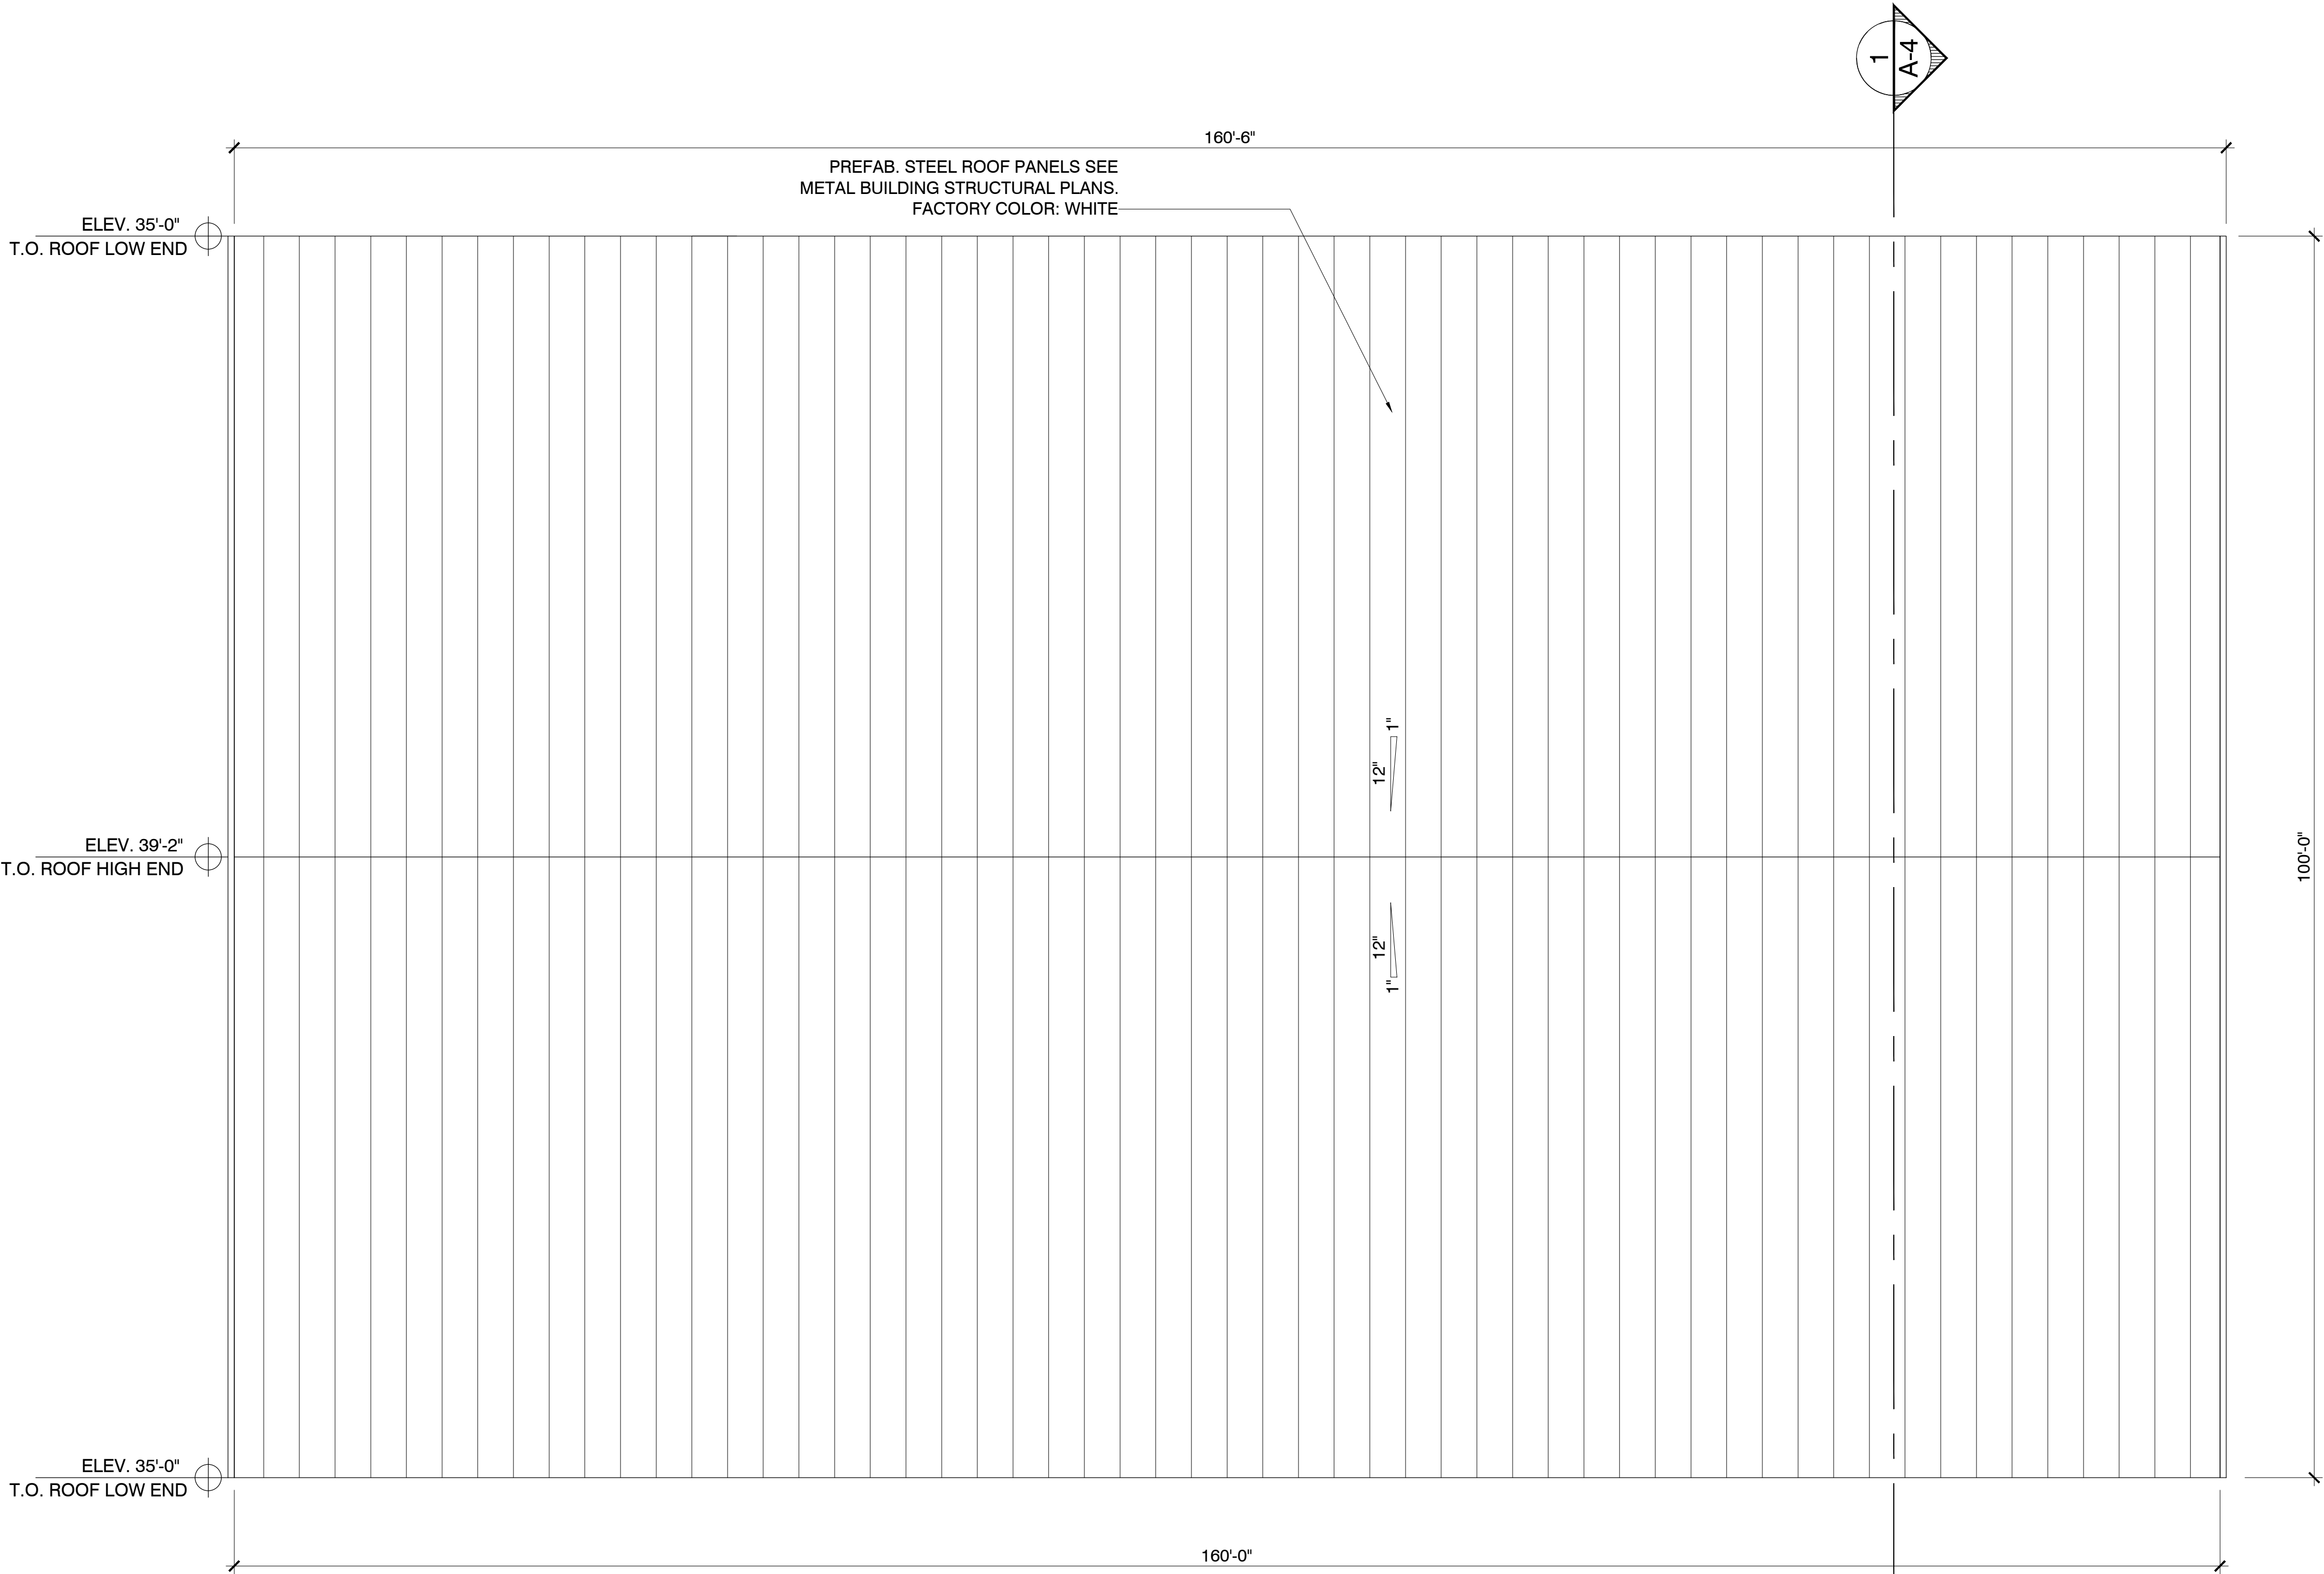 1
A-4
160'-6"
PREFAB. STEEL ROOF PANELS SEE
METAL BUILDING STRUCTURAL PLANS.
FACTORY COLOR: WHITE
ELEV. 35'-0"
T.O. ROOF LOW END
1"
12"
ELEV. 39'-2"
T.O. ROOF HIGH END
100'-0"
12"
1"
ELEV. 35'-0"
T.O. ROOF LOW END
160'-0"